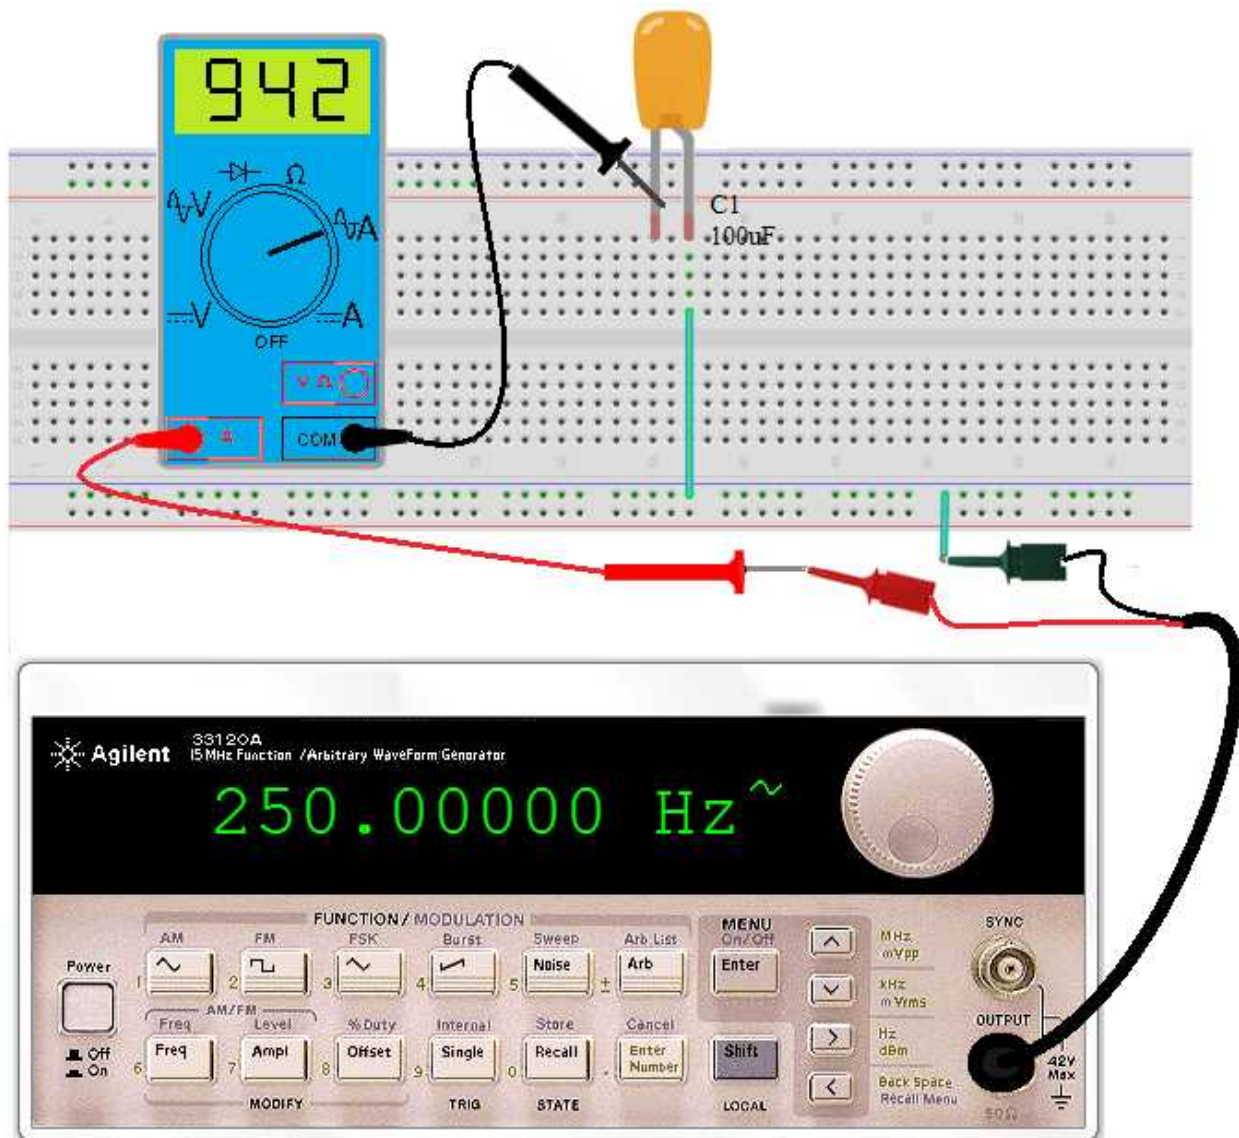 942
Ω
V
A
V
A
OFF
V Ω
A
COM
C1
100uF
Agilent
33120A
15 MHz Function / Arbitrary WaveForm Genorator
250.00000 Hz
FUNCTION / MODULATION
AM FM FSK Burst Sweep Arb List
1 2 3 4 5 Noise ± Arb
MENU
On/Off
Enter
MHz
mVpp
kHz
mVrms
Hz
dBm
Back Space
Recall Menu
Power
Off
On
AM/FM
Freq Level % Duty Internal Store Cancel
6 Freq 7 Ampl 8 Offset 9 Single 0 Recall . Enter Number
Shift
MODIFY TRIG STATE LOCAL
SYNC
OUTPUT
42V
Max
50Ω